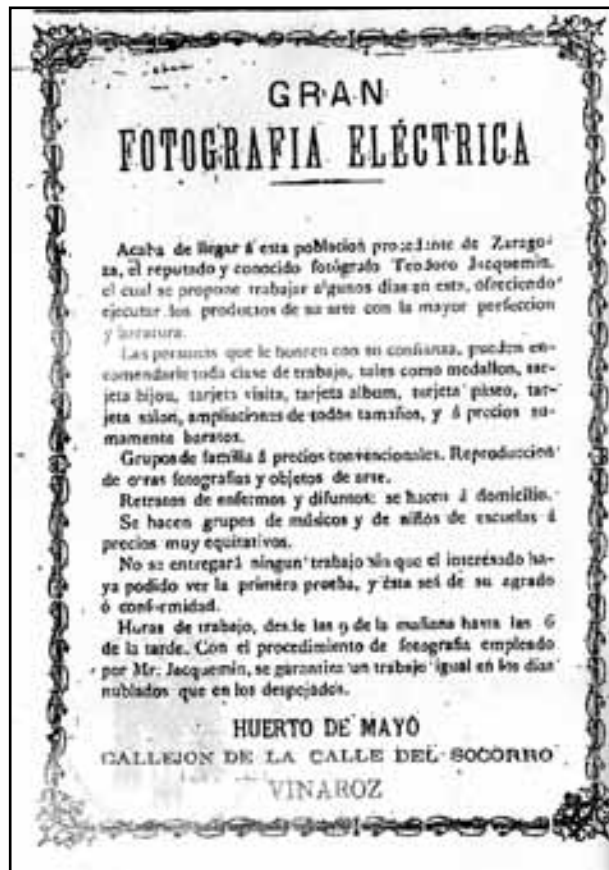 GRAN
FOTOGRAFIA ELÉCTRICA
Acaba de llegar á esta poblacion procedente de Zarago-
za, el reputado y conocido fotógrafo Teodoro Jacquemin,
el cual se propone trabajar algunos dias en esta, ofreciendo
ejecutar los productos de su arte con la mayor perfeccion
y baratura.
Las personas que le honren con su confianza, pueden en-
comendarle toda clase de trabajo, tales como medallon, tar-
jeta bijou, tarjeta visita, tarjeta album, tarjeta paseo, tar-
jeta salon, ampliaciones de todos tamaños, y á precios su-
mamente baratos.
Grupos de familia á precios convencionales. Reproduccion
de otras fotografias y objetos de arte.
Retratos de enfermos y difuntos: se hacen á domicilio.
Se hacen grupos de músicos y de niños de escuelas á
precios muy equitativos.
No se entregará ningun trabajo sin que el interesado ha-
ya podido ver la primera prueba, y ésta sea de su agrado
ó conformidad.
Horas de trabajo, desde las 9 de la mañana hasta las 6
de la tarde. Con el procedimiento de fotografia empleado
por Mr. Jacquemin, se garantiza un trabajo igual en los dias
nublados que en los despejados.
HUERTO DE MAYÓ
CALLEJON DE LA CALLE DEL SOCORRO
VINAROZ